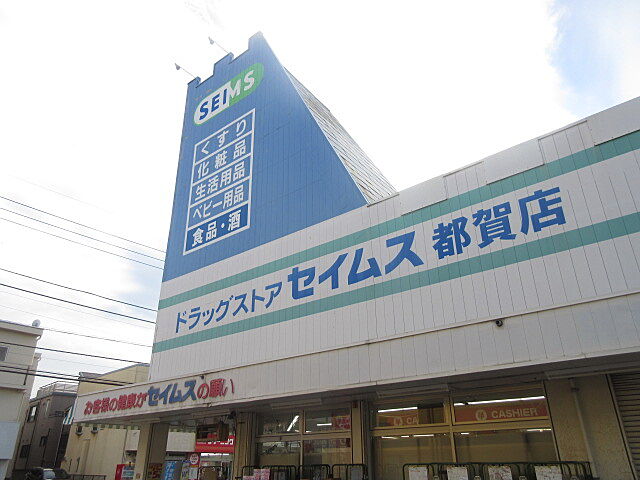 SEIMS
くすり
化粧品
生活用品
ベビー用品
食品・酒
ドラッグストア セイムス 都賀店
お客様の健康がセイムスの願い
CA
CASHIER